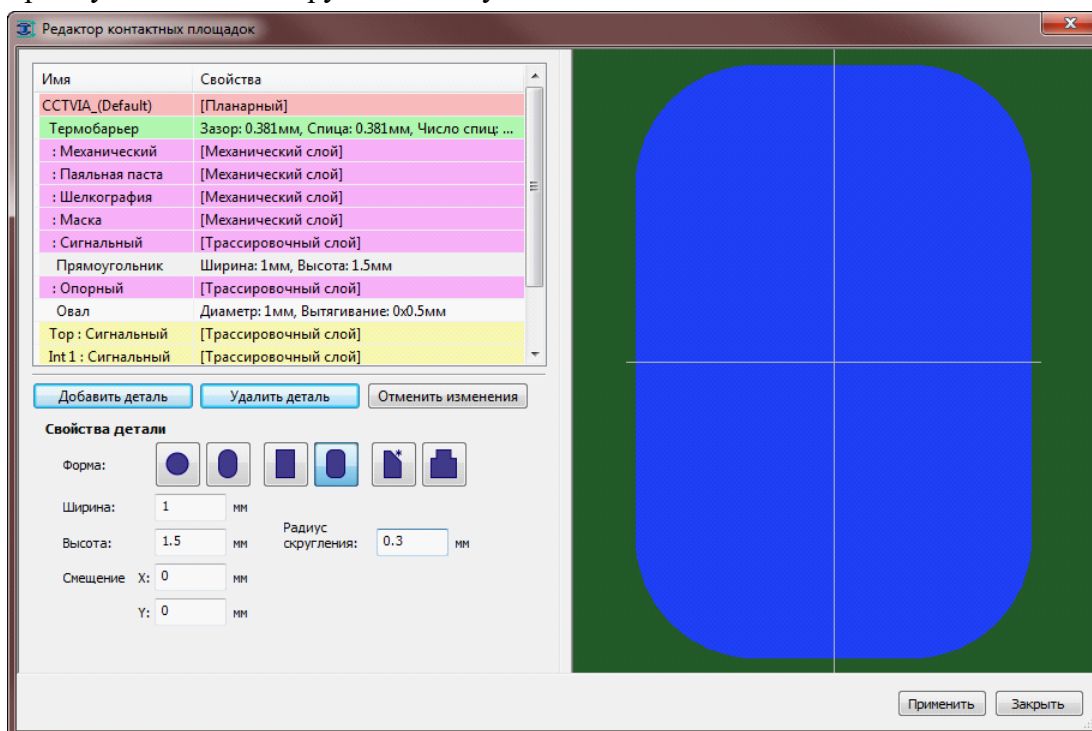 Редактор контактных площадок
Имя Свойства
CCTVIA_(Default) [Планарный]
Термобарьер Зазор: 0.381мм, Спица: 0.381мм, Число спиц: ...
: Механический [Механический слой]
: Паяльная паста [Механический слой]
: Шелкография [Механический слой]
: Маска [Механический слой]
: Сигнальный [Трассировочный слой]
Прямоугольник Ширина: 1мм, Высота: 1.5мм
: Опорный [Трассировочный слой]
Овал Диаметр: 1мм, Вытягивание: 0x0.5мм
Top : Сигнальный [Трассировочный слой]
Int 1 : Сигнальный [Трассировочный слой]
Добавить деталь Удалить деталь Отменить изменения
Свойства детали
Форма:
Ширина: 1 мм
Высота: 1.5 мм Радиус скругления: 0.3 мм
Смещение X: 0 мм
Y: 0 мм
Применить Закрыть